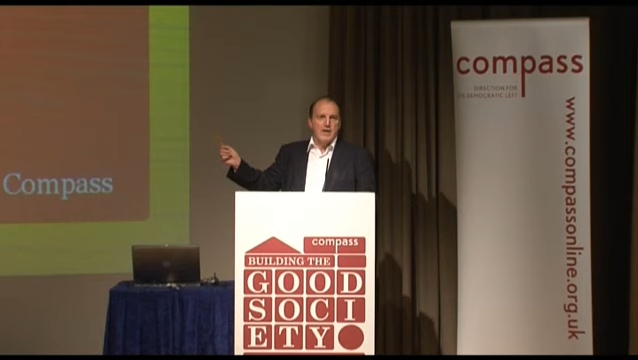 Compass
compass
BUILDING THE
GOOD
SOCI
ETY
compass
DIRECTION FOR
THE DEMOCRATIC LEFT
www.compassonline.org.uk